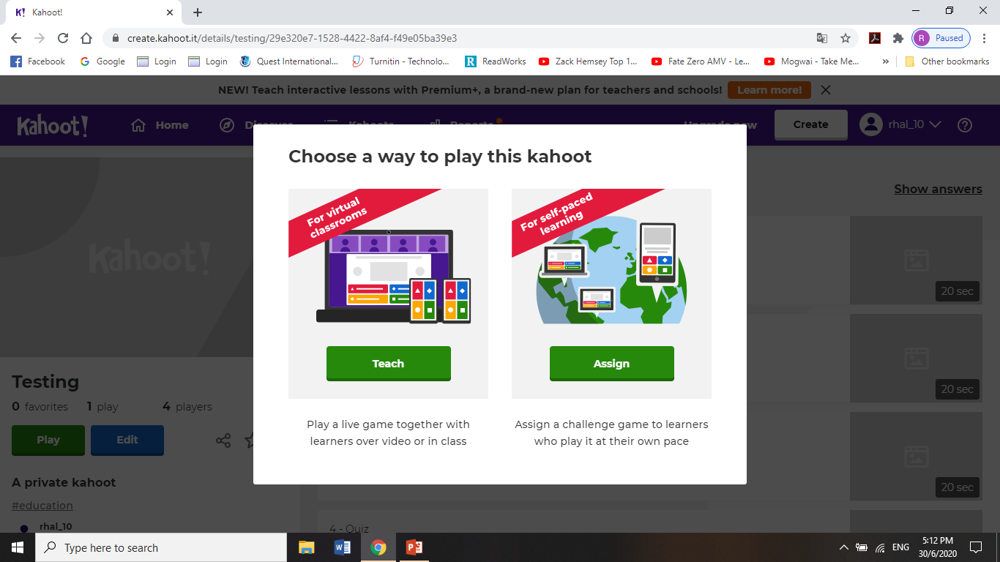 Kahoot!
create.kahoot.it/details/testing/29e320e7-1528-4422-8af4-f49e05ba39e3
R Paused
Facebook Google Login Login Quest International... Turnitin - Technolo... ReadWorks Zack Hemsey Top 1... Fate Zero AMV - Le... Mogwai - Take Me... » Other bookmarks
NEW! Teach interactive lessons with Premium+, a brand-new plan for teachers and schools! Learn more!
Kahoot! Home Discover Kahoots Reports Upgrade now Create rhal_10
Choose a way to play this kahoot
Show answers
For virtual
classrooms
For self-paced
learning
Kahoot!
20 sec
Teach
Assign
Testing
0 favorites 1 play 4 players
20 sec
Play a live game together with
learners over video or in class
Assign a challenge game to learners
who play it at their own pace
Play Edit
A private kahoot
20 sec
#education
rhal_10
4 - Quiz
Type here to search
ENG
5:12 PM
30/6/2020